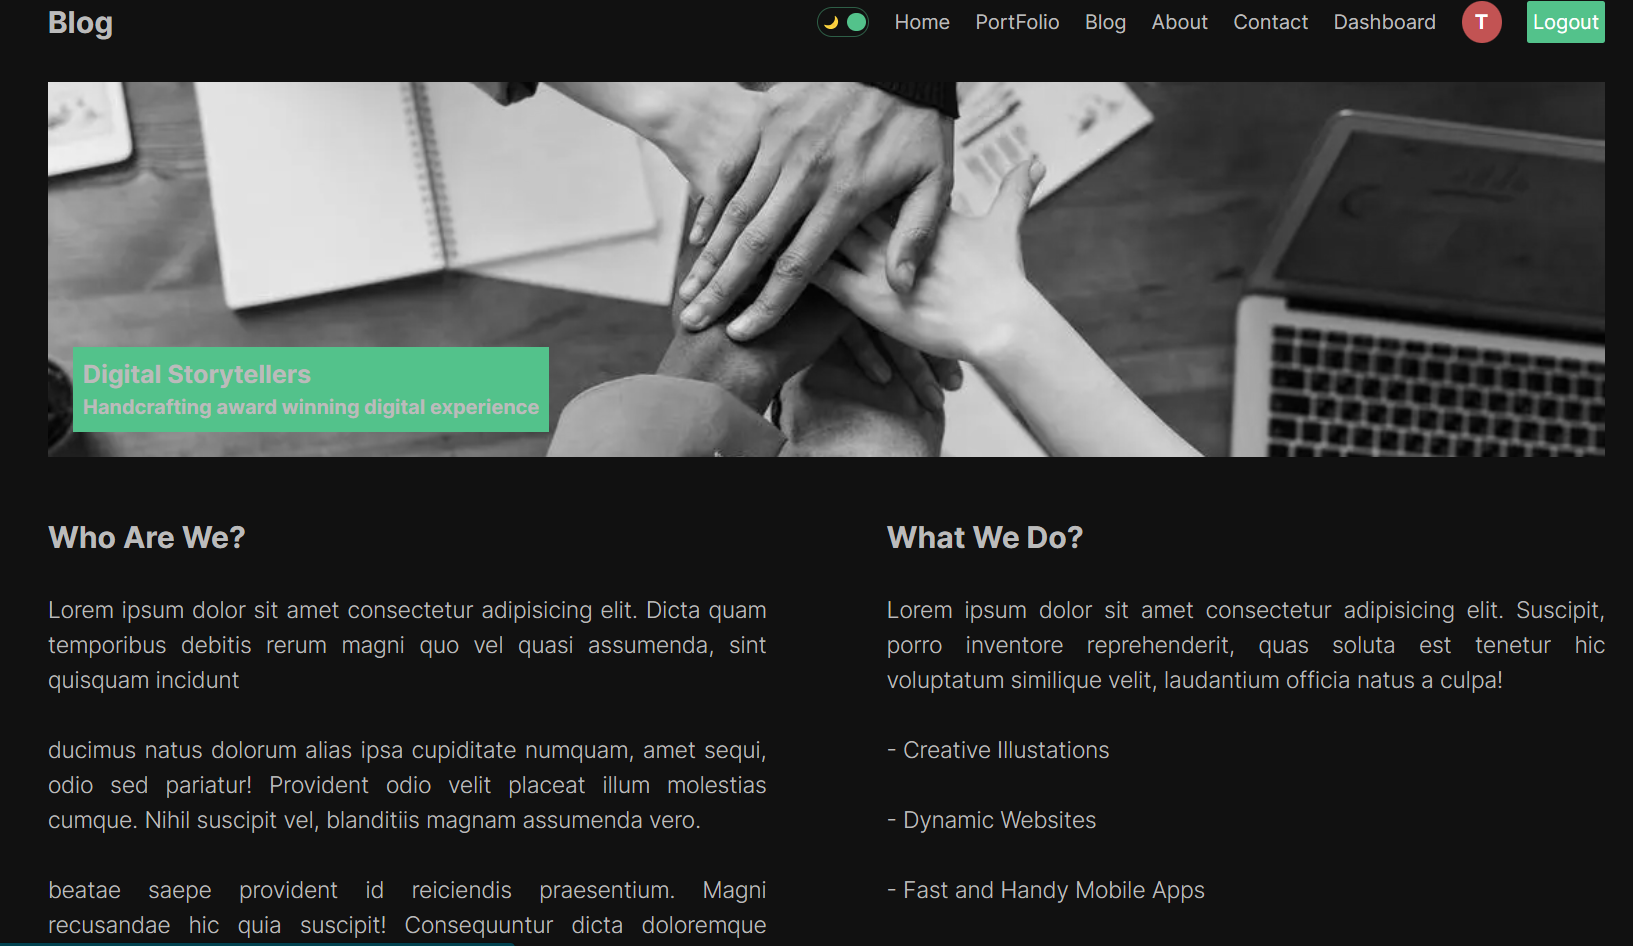 Blog
Home PortFolio Blog About Contact Dashboard T Logout
Digital Storytellers
Handcrafting award winning digital experience
Who Are We?
Lorem ipsum dolor sit amet consectetur adipisicing elit. Dicta quam
temporibus debitis rerum magni quo vel quasi assumenda, sint
quisquam incidunt
ducimus natus dolorum alias ipsa cupiditate numquam, amet sequi,
odio sed pariatur! Provident odio velit placeat illum molestias
cumque. Nihil suscipit vel, blanditiis magnam assumenda vero.
beatae saepe provident id reiciendis praesentium. Magni
recusandae hic quia suscipit! Consequuntur dicta doloremque
What We Do?
Lorem ipsum dolor sit amet consectetur adipisicing elit. Suscipit,
porro inventore reprehenderit, quas soluta est tenetur hic
voluptatum similique velit, laudantium officia natus a culpa!
- Creative Illustations
- Dynamic Websites
- Fast and Handy Mobile Apps